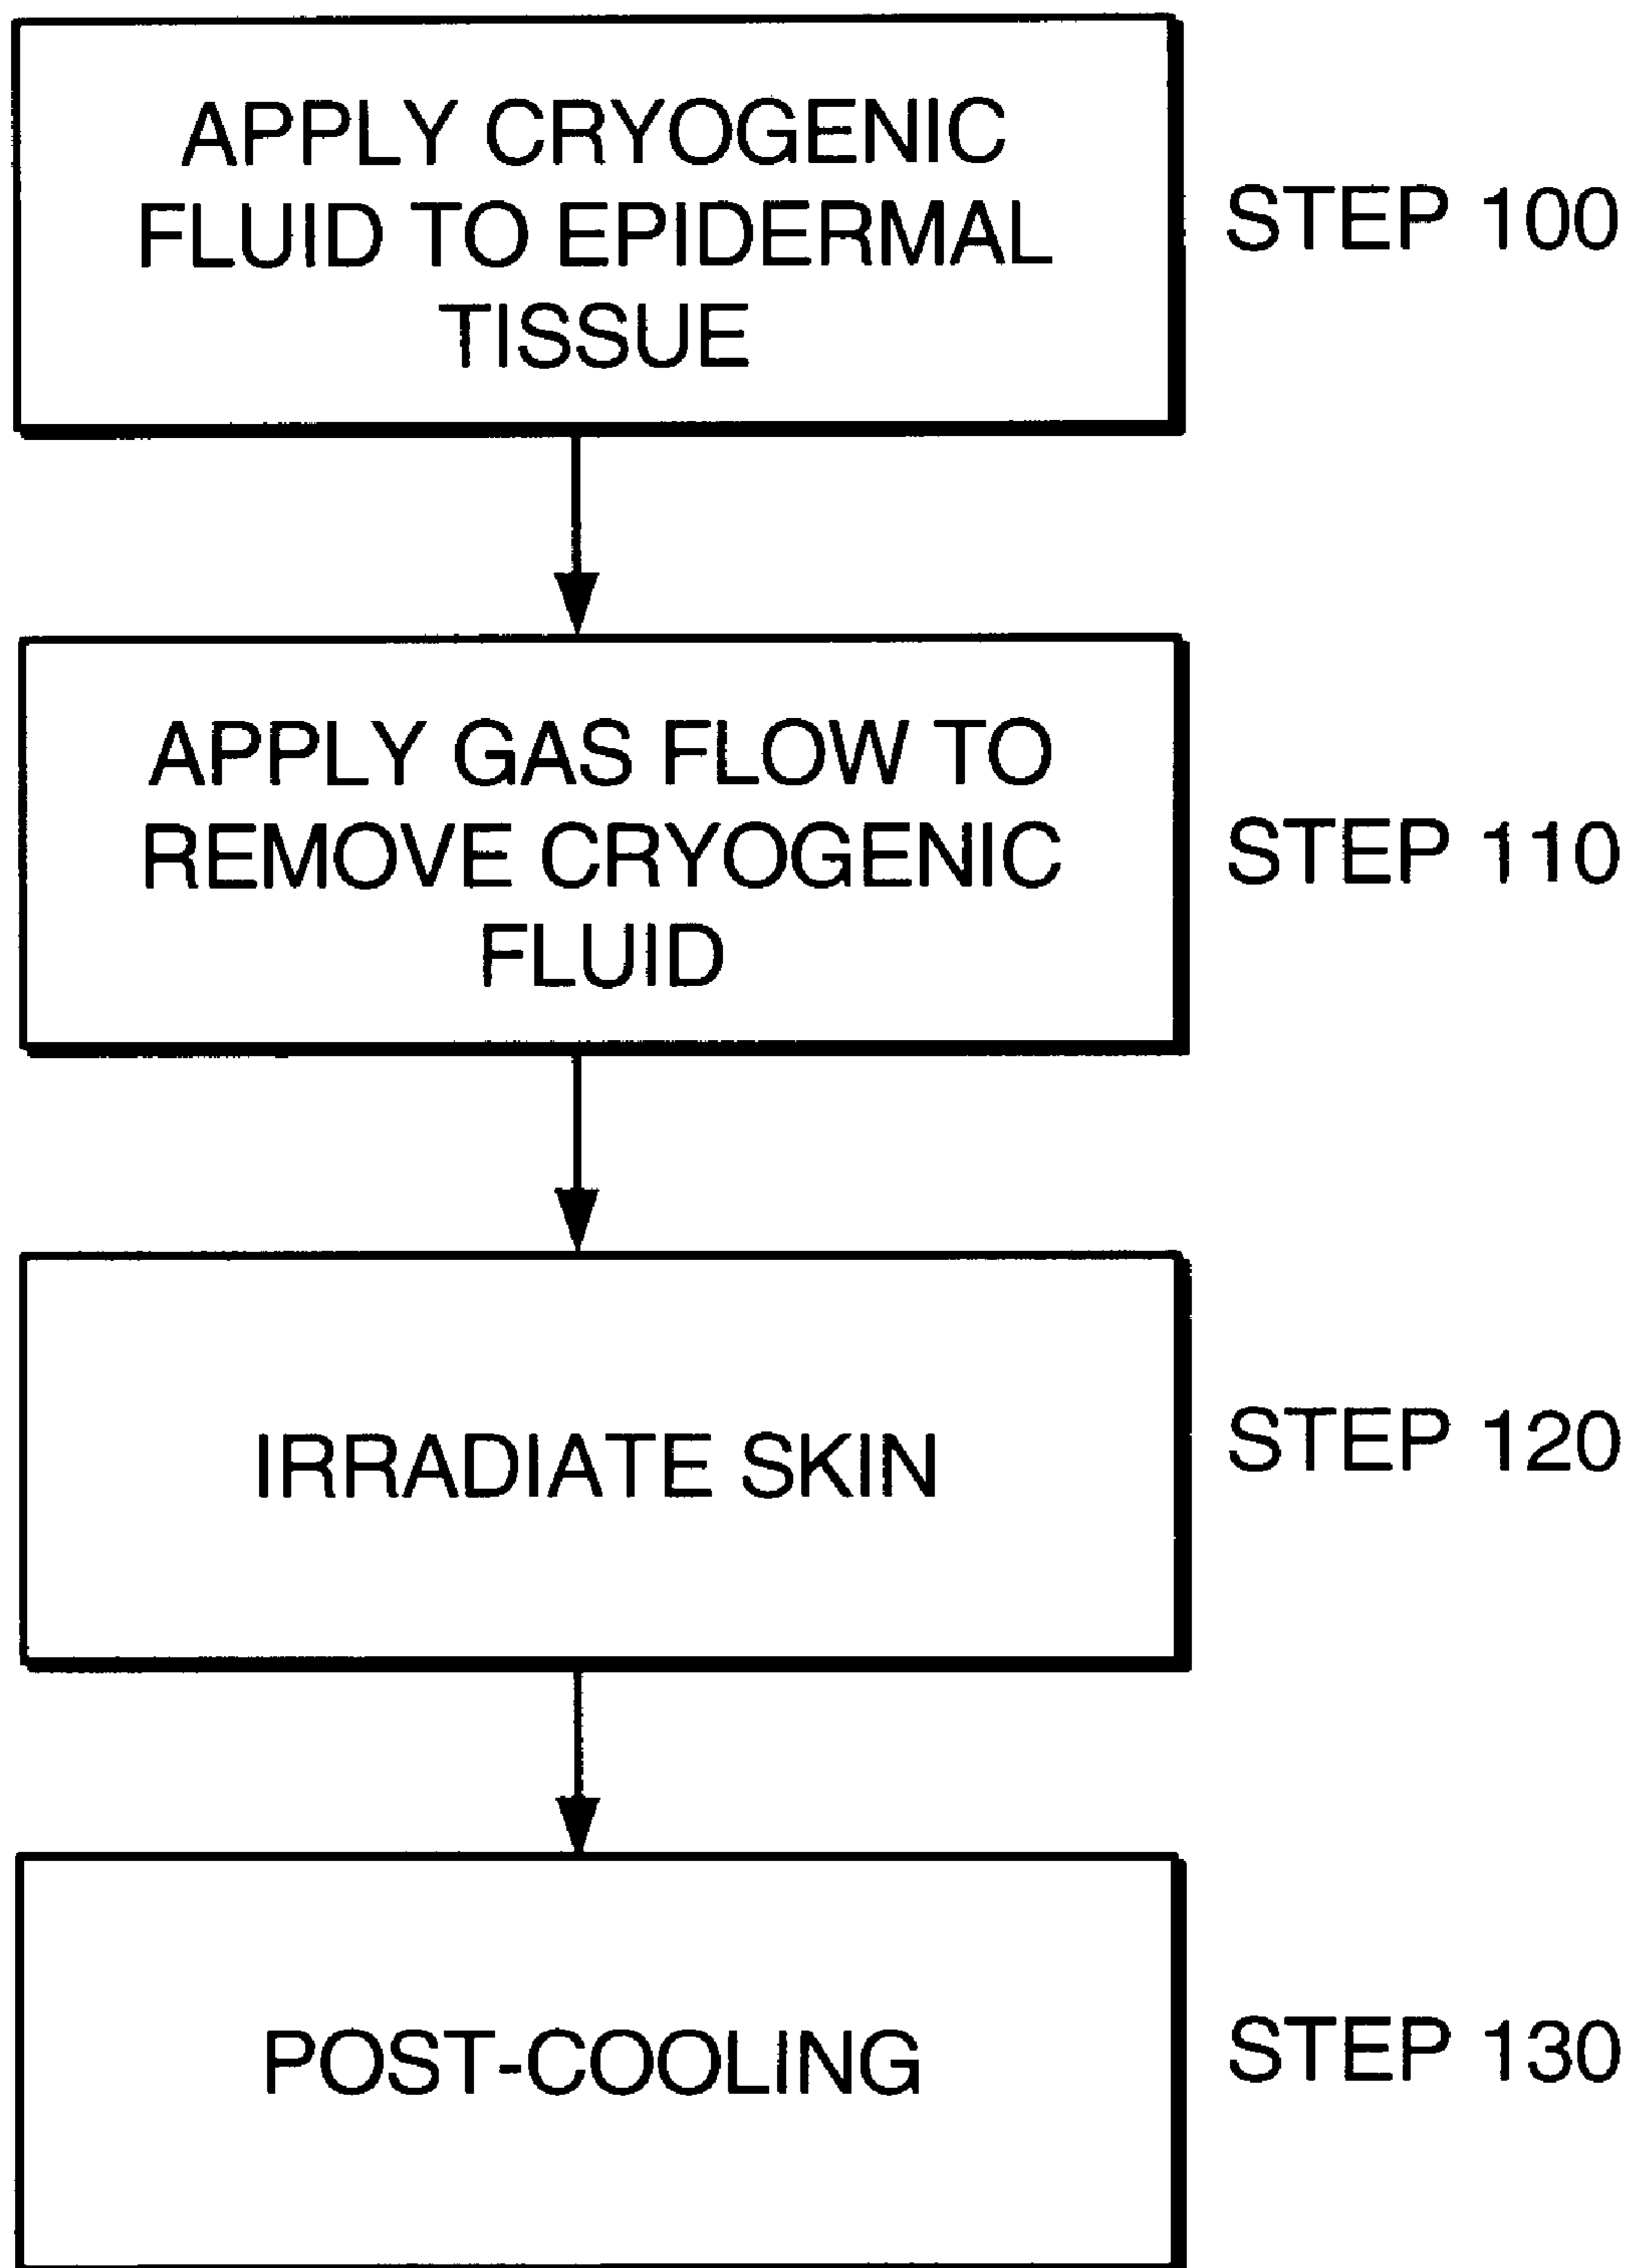 APPLY CRYOGENIC
FLUID TO EPIDERMAL
TISSUE
STEP 100
APPLY GAS FLOW TO
REMOVE CRYOGENIC
FLUID
STEP 110
IRRADIATE SKIN
STEP 120
POST-COOLING
STEP 130